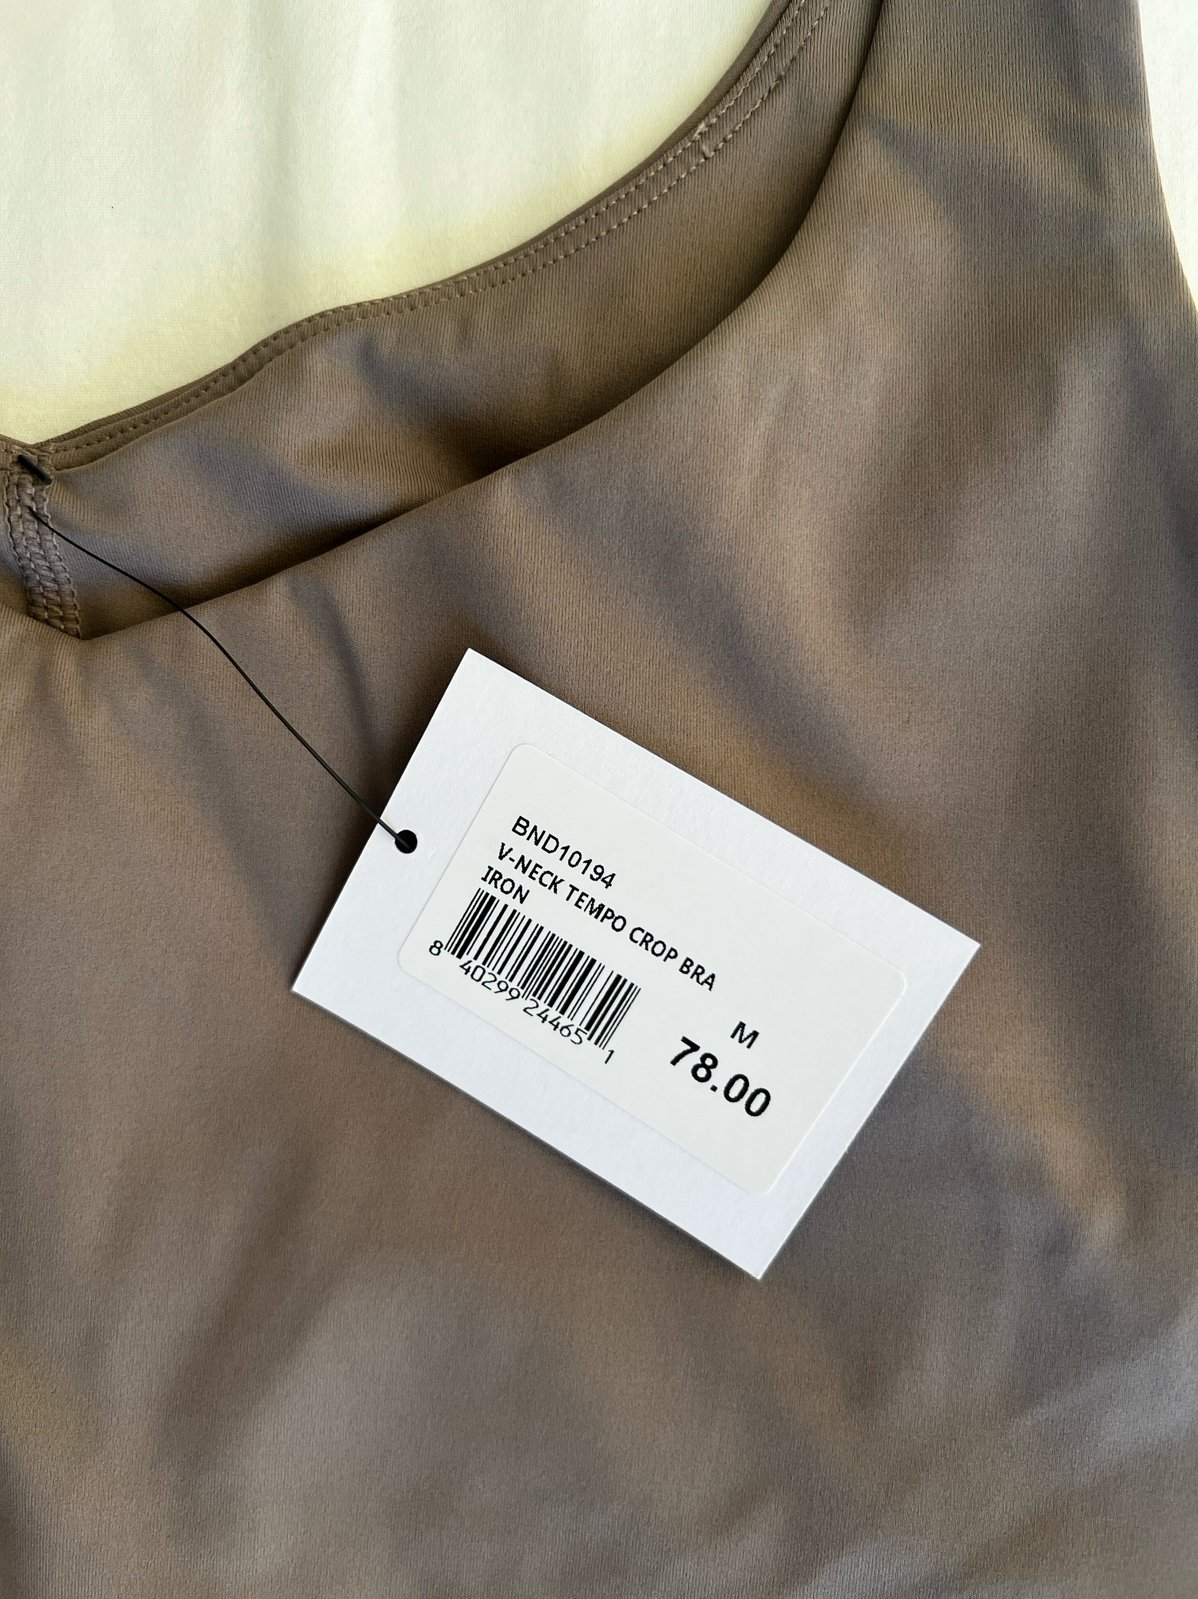 BND10194
V-NECK TEMPO CROP BRA
IRON
8 40299 24465 1
M
78.00